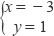 x = −3
y = 1